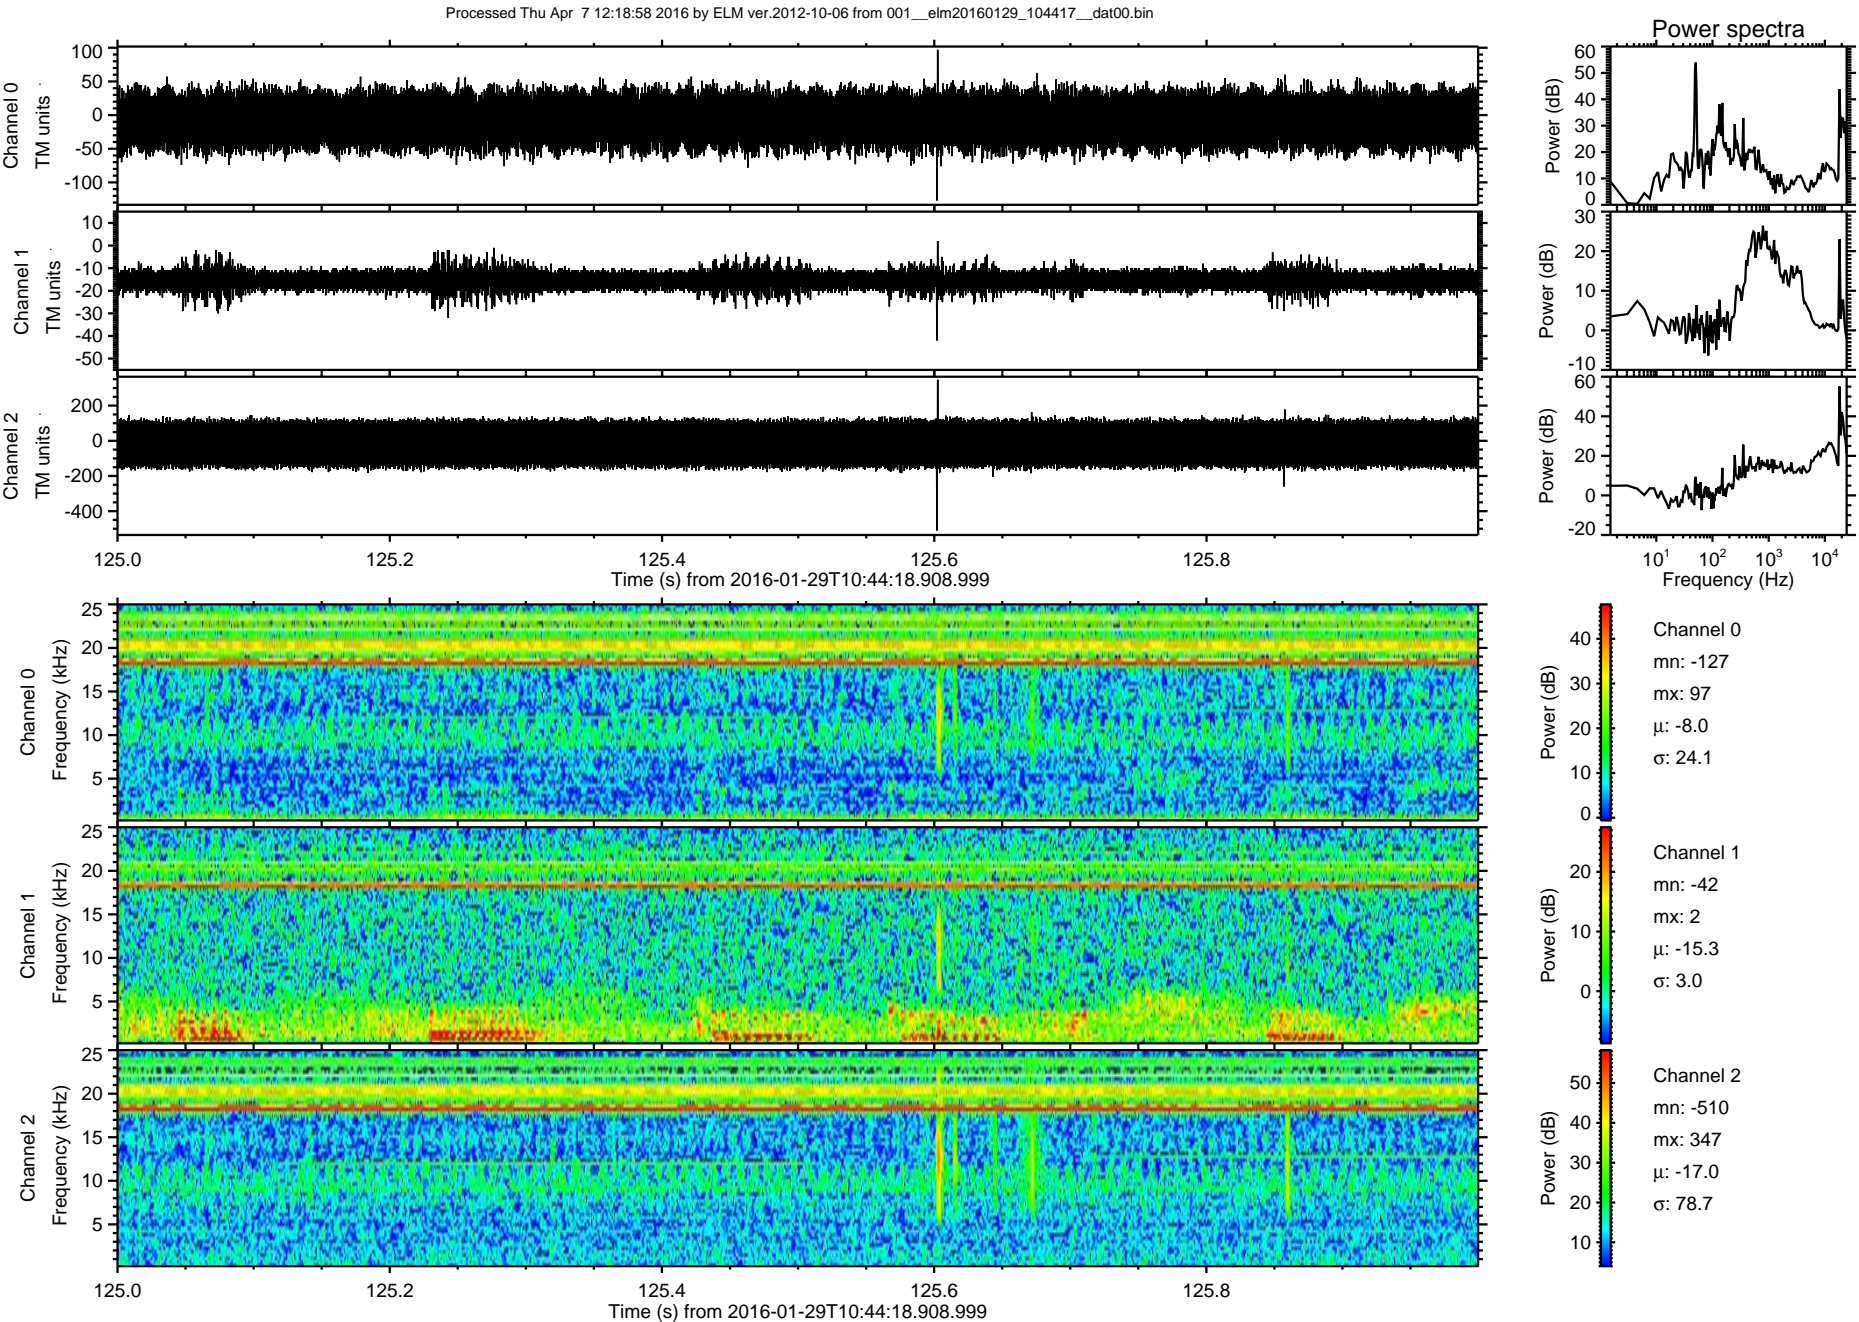 Processed Thu Apr 7 12:18:58 2016 by ELM ver.2012-10-06 from 001__elm20160129_104417__dat00.bin
Power spectra
Channel 0
TM units
100
50
0
-50
-100
Power (dB)
60
50
40
30
20
10
0
Channel 1
TM units
10
0
-10
-20
-30
-40
-50
Power (dB)
30
20
10
0
-10
Channel 2
TM units
200
0
-200
-400
Power (dB)
60
40
20
0
-20
125.0 125.2 125.4 125.6 125.8
Time (s) from 2016-01-29T10:44:18.908.999
10^1 10^2 10^3 10^4
Frequency (Hz)
Channel 0
Frequency (kHz)
25
20
15
10
5
Power (dB)
40
30
20
10
0
Channel 0
mn: -127
mx: 97
μ: -8.0
σ: 24.1
Channel 1
Frequency (kHz)
25
20
15
10
5
Power (dB)
20
10
0
Channel 1
mn: -42
mx: 2
μ: -15.3
σ: 3.0
Channel 2
Frequency (kHz)
25
20
15
10
5
Power (dB)
50
40
30
20
10
Channel 2
mn: -510
mx: 347
μ: -17.0
σ: 78.7
125.0 125.2 125.4 125.6 125.8
Time (s) from 2016-01-29T10:44:18.908.999